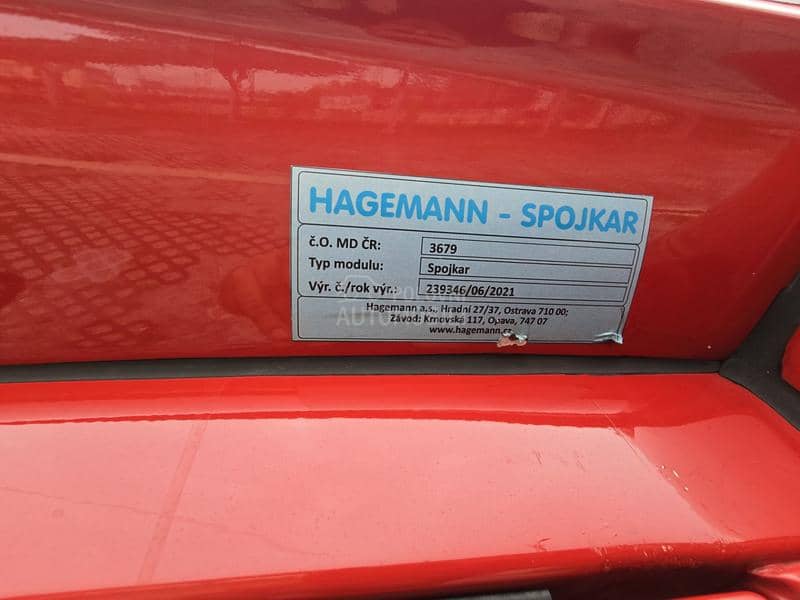 HAGEMANN - SPOJKAR
č.O. MD ČR: 3679
Typ modulu: Spojkar
Výr. č./rok výr.: 239346/06/2021
Hagemann a.s., Hradní 27/37, Ostrava 710 00;
Závod: Krnovská 117, Opava, 747 07
www.hagemann.cz